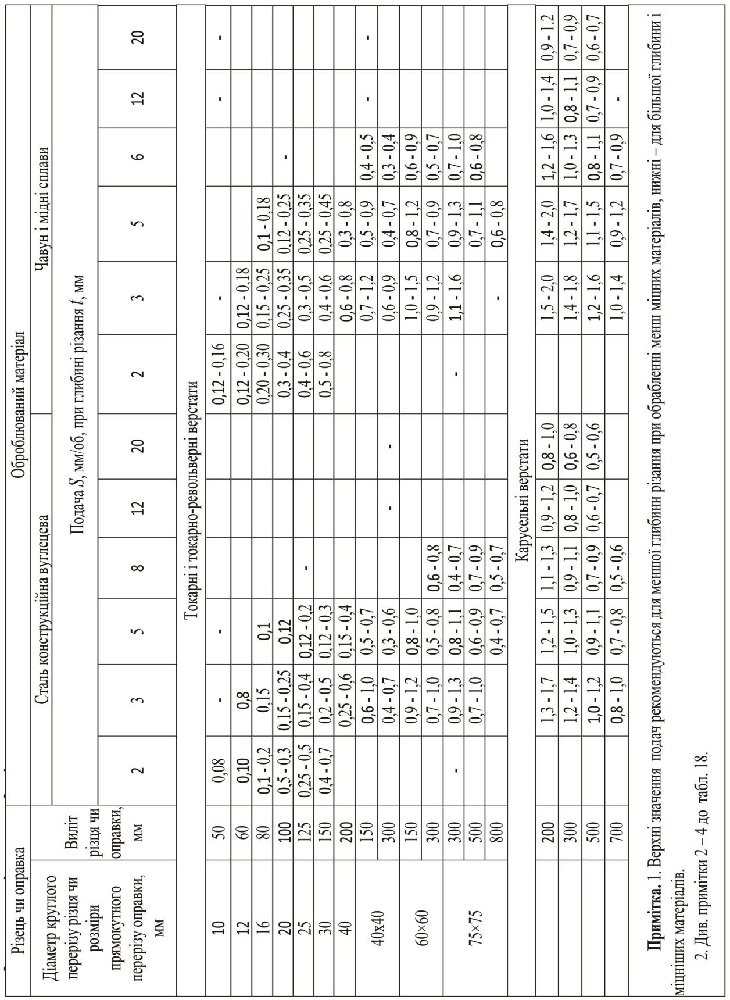 Різець чи оправка Оброблюваний матеріал
Діаметр круглого перерізу різця чи розміри прямокутного перерізу оправки, мм Виліт різця чи оправки, мм Сталь конструкційна вуглецева Чавун і мідні сплави
Подача S, мм/об, при глибині різання t, мм
2 3 5 8 12 20 2 3 5 6 12 20
Токарні і токарно-револьверні верстати
10 50 0,08 - - 0,12 - 0,16 - - -
12 60 0,10 0,8 0,12 - 0,20 0,12 - 0,18
16 80 0,1 - 0,2 0,15 0,1 0,20 - 0,30 0,15 - 0,25 0,1 - 0,18
20 100 0,5 - 0,3 0,15 - 0,25 0,12 0,3 - 0,4 0,25 - 0,35 0,12 - 0,25 -
25 125 0,25 - 0,5 0,15 - 0,4 0,12 - 0,2 - 0,4 - 0,6 0,3 - 0,5 0,25 - 0,35
30 150 0,4 - 0,7 0,2 - 0,5 0,12 - 0,3 0,5 - 0,8 0,4 - 0,6 0,25 - 0,45
40 200 0,25 - 0,6 0,15 - 0,4 0,6 - 0,8 0,3 - 0,8
40x40 150 0,6 - 1,0 0,5 - 0,7 0,7 - 1,2 0,5 - 0,9 0,4 - 0,5 - -
300 0,4 - 0,7 0,3 - 0,6 - - 0,6 - 0,9 0,4 - 0,7 0,3 - 0,4
60×60 150 0,9 - 1,2 0,8 - 1,0 1,0 - 1,5 0,8 - 1,2 0,6 - 0,9
300 0,7 - 1,0 0,5 - 0,8 0,6 - 0,8 0,9 - 1,2 0,7 - 0,9 0,5 - 0,7
75×75 300 - 0,9 - 1,3 0,8 - 1,1 0,4 - 0,7 - 1,1 - 1,6 0,9 - 1,3 0,7 - 1,0
500 0,7 - 1,0 0,6 - 0,9 0,7 - 0,9 0,7 - 1,1 0,6 - 0,8
800 0,4 - 0,7 0,5 - 0,7 - 0,6 - 0,8
Карусельні верстати
200 1,3 - 1,7 1,2 - 1,5 1,1 - 1,3 0,9 - 1,2 0,8 - 1,0 1,5 - 2,0 1,4 - 2,0 1,2 - 1,6 1,0 - 1,4 0,9 - 1.2
300 1,2 - 1,4 1,0 - 1,3 0,9 - 1,1 0,8 - 1,0 0,6 - 0,8 1,4 - 1,8 1,2 - 1,7 1,0 - 1.3 0,8 - 1,1 0,7 - 0,9
500 1,0 - 1,2 0,9 - 1,1 0,7 - 0,9 0,6 - 0,7 0,5 - 0,6 1,2 - 1,6 1,1 - 1,5 0,8 - 1,1 0,7 - 0,9 0,6 - 0,7
700 0,8 - 1,0 0,7 - 0,8 0,5 - 0,6 1,0 - 1,4 0,9 - 1,2 0,7 - 0,9 -
Примітка. 1. Верхні значення подач рекомендуються для меншої глибини різання при обробленні менш міцних матеріалів, нижні – для більшої глибини і
міцніших матеріалів.
2. Див. примітки 2 – 4 до табл. 18.